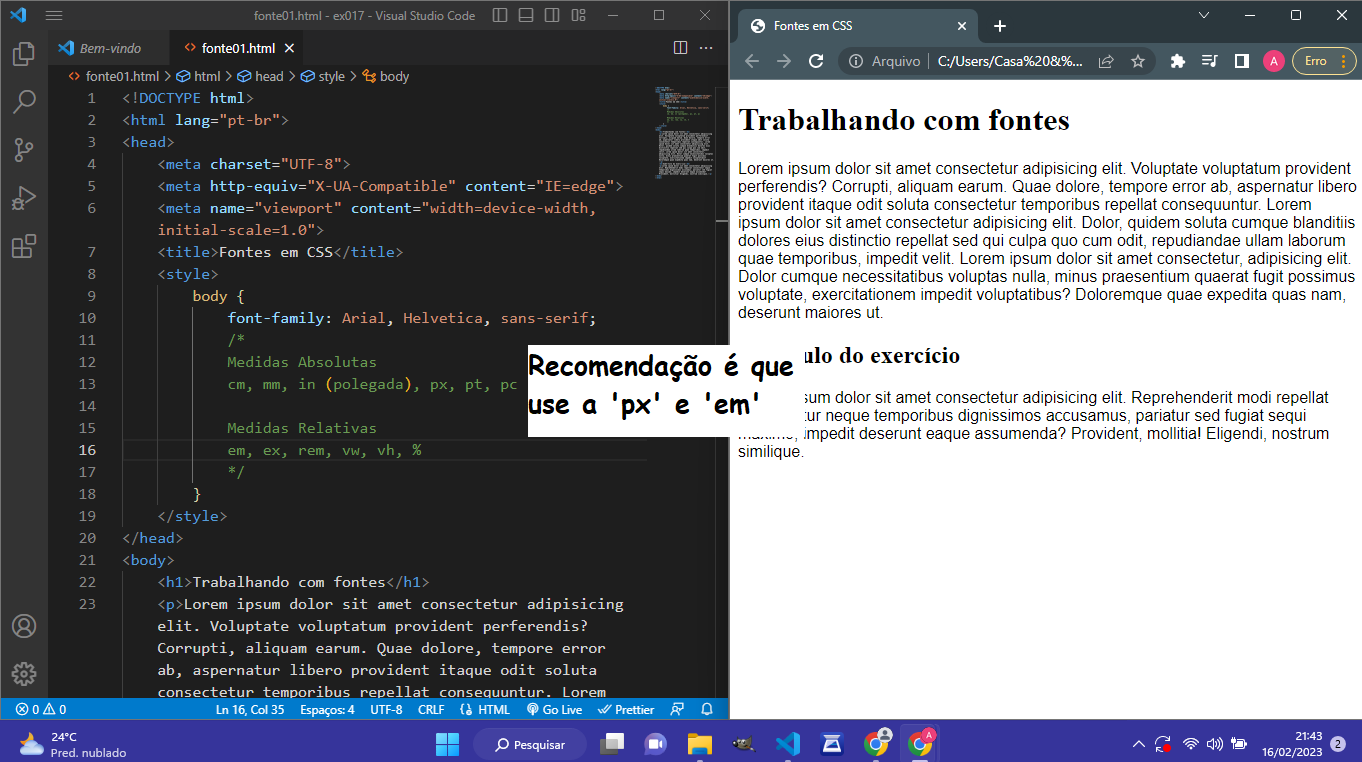 fonte01.html - ex017 - Visual Studio Code
Bem-vindo
fonte01.html
fonte01.html > html > head > style > body
1 <!DOCTYPE html>
2 <html lang="pt-br">
3 <head>
4 <meta charset="UTF-8">
5 <meta http-equiv="X-UA-Compatible" content="IE=edge">
6 <meta name="viewport" content="width=device-width,
initial-scale=1.0">
7 <title>Fontes em CSS</title>
8 <style>
9 body {
10 font-family: Arial, Helvetica, sans-serif;
11 /*
12 Medidas Absolutas
13 cm, mm, in (polegada), px, pt, pc
14
15 Medidas Relativas
16 em, ex, rem, vw, vh, %
17 */
18 }
19 </style>
20 </head>
21 <body>
22 <h1>Trabalhando com fontes</h1>
23 <p>Lorem ipsum dolor sit amet consectetur adipisicing
elit. Voluptate voluptatum provident perferendis?
Corrupti, aliquam earum. Quae dolore, tempore error
ab, aspernatur libero provident itaque odit soluta
consectetur temporibus repellat consequuntur. Lorem
0 0
Ln 16, Col 35 Espaços: 4 UTF-8 CRLF HTML Go Live Prettier
Recomendação é que
use a 'px' e 'em'
Fontes em CSS
Arquivo C:/Users/Casa%20&%... A Erro
Trabalhando com fontes
Lorem ipsum dolor sit amet consectetur adipisicing elit. Voluptate voluptatum provident
perferendis? Corrupti, aliquam earum. Quae dolore, tempore error ab, aspernatur libero
provident itaque odit soluta consectetur temporibus repellat consequuntur. Lorem
ipsum dolor sit amet consectetur adipisicing elit. Dolor, quidem soluta cumque blanditiis
dolores eius distinctio repellat sed qui culpa quo cum odit, repudiandae ullam laborum
quae temporibus, impedit velit. Lorem ipsum dolor sit amet consectetur, adipisicing elit.
Dolor cumque necessitatibus voluptas nulla, minus praesentium quaerat fugit possimus
voluptate, exercitationem impedit voluptatibus? Doloremque quae expedita quas nam,
deserunt maiores ut.
ulo do exercício
sum dolor sit amet consectetur adipisicing elit. Reprehenderit modi repellat
tur neque temporibus dignissimos accusamus, pariatur sed fugiat sequi
impedit deserunt eaque assumenda? Provident, mollitia! Eligendi, nostrum
similique.
24°C
Pred. nublado
Pesquisar
A
21:43
16/02/2023
2